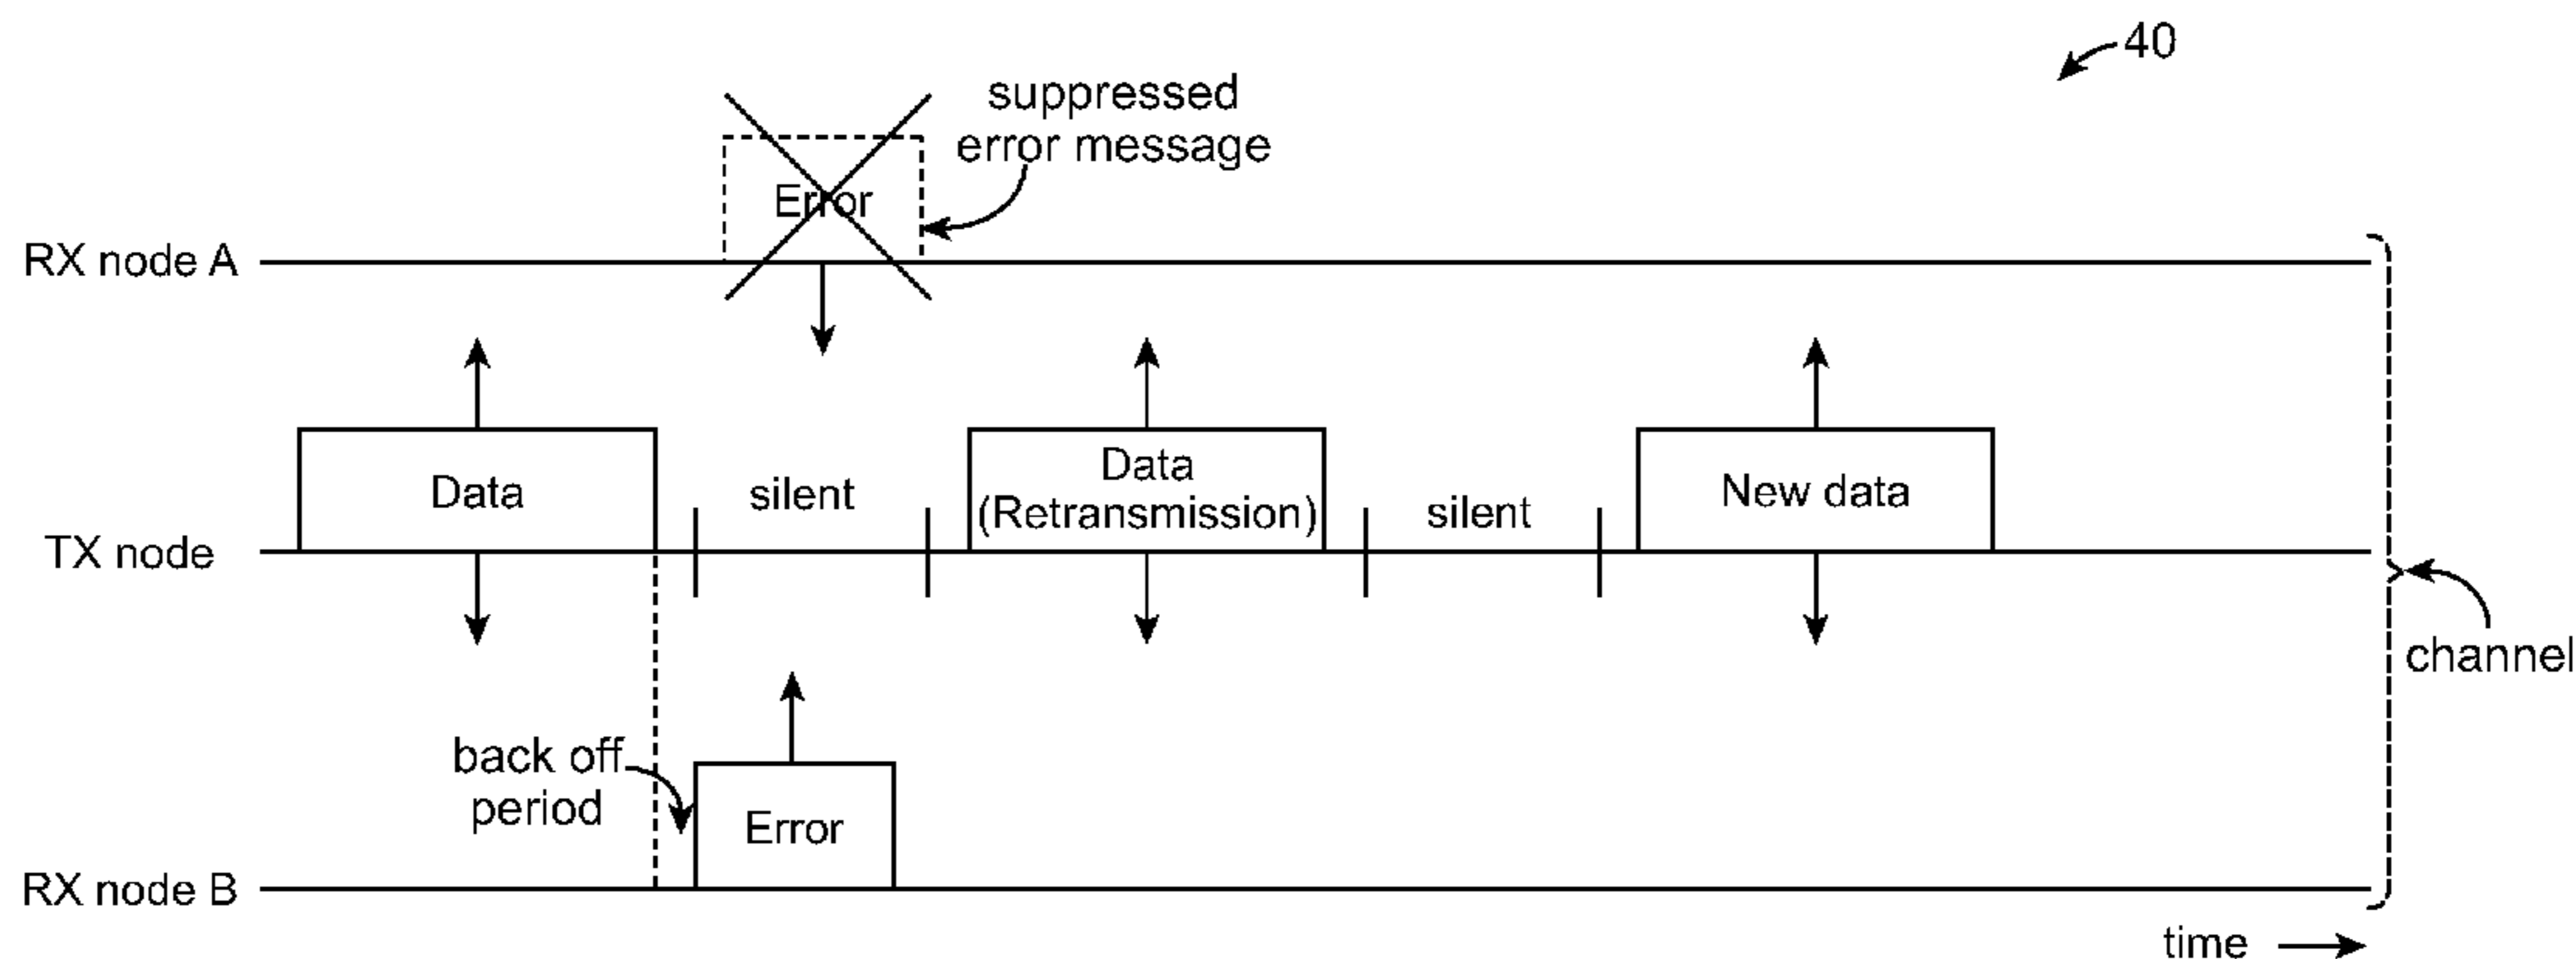 40
suppressed
error message
Error
RX node A
Data
silent
Data
(Retransmission)
silent
New data
TX node
channel
back off
period
Error
RX node B
time